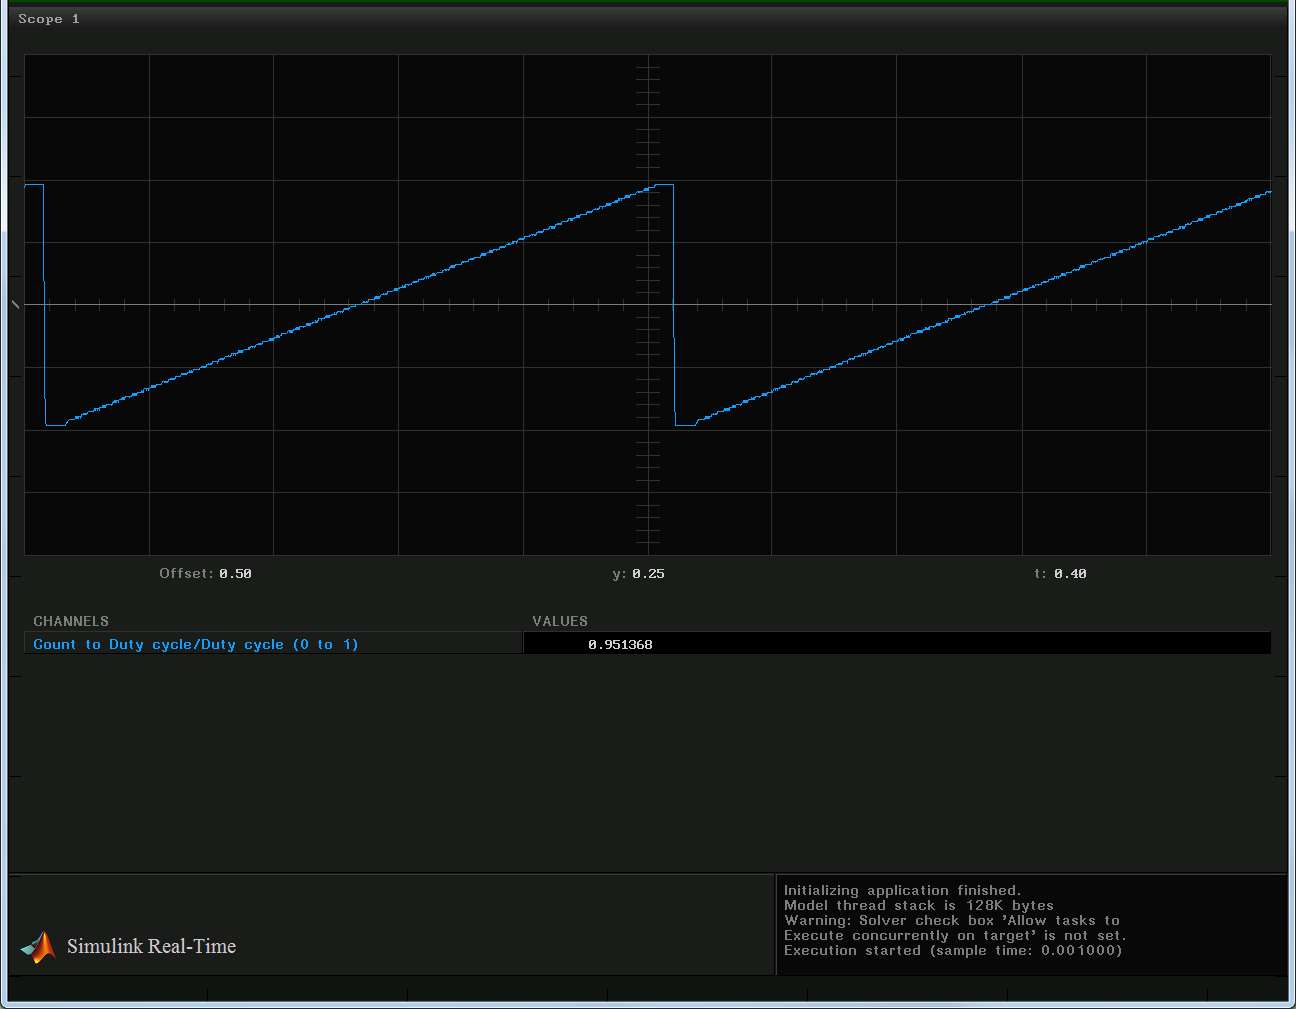 Scope 1
Offset: 0.50 y: 0.25 t: 0.40
CHANNELS VALUES
Count to Duty cycle/Duty cycle (0 to 1) 0.951368
Initializing application finished.
Model thread stack is 128K bytes
Warning: Solver check box 'Allow tasks to
Execute concurrently on target' is not set.
Execution started (sample time: 0.001000)
Simulink Real-Time